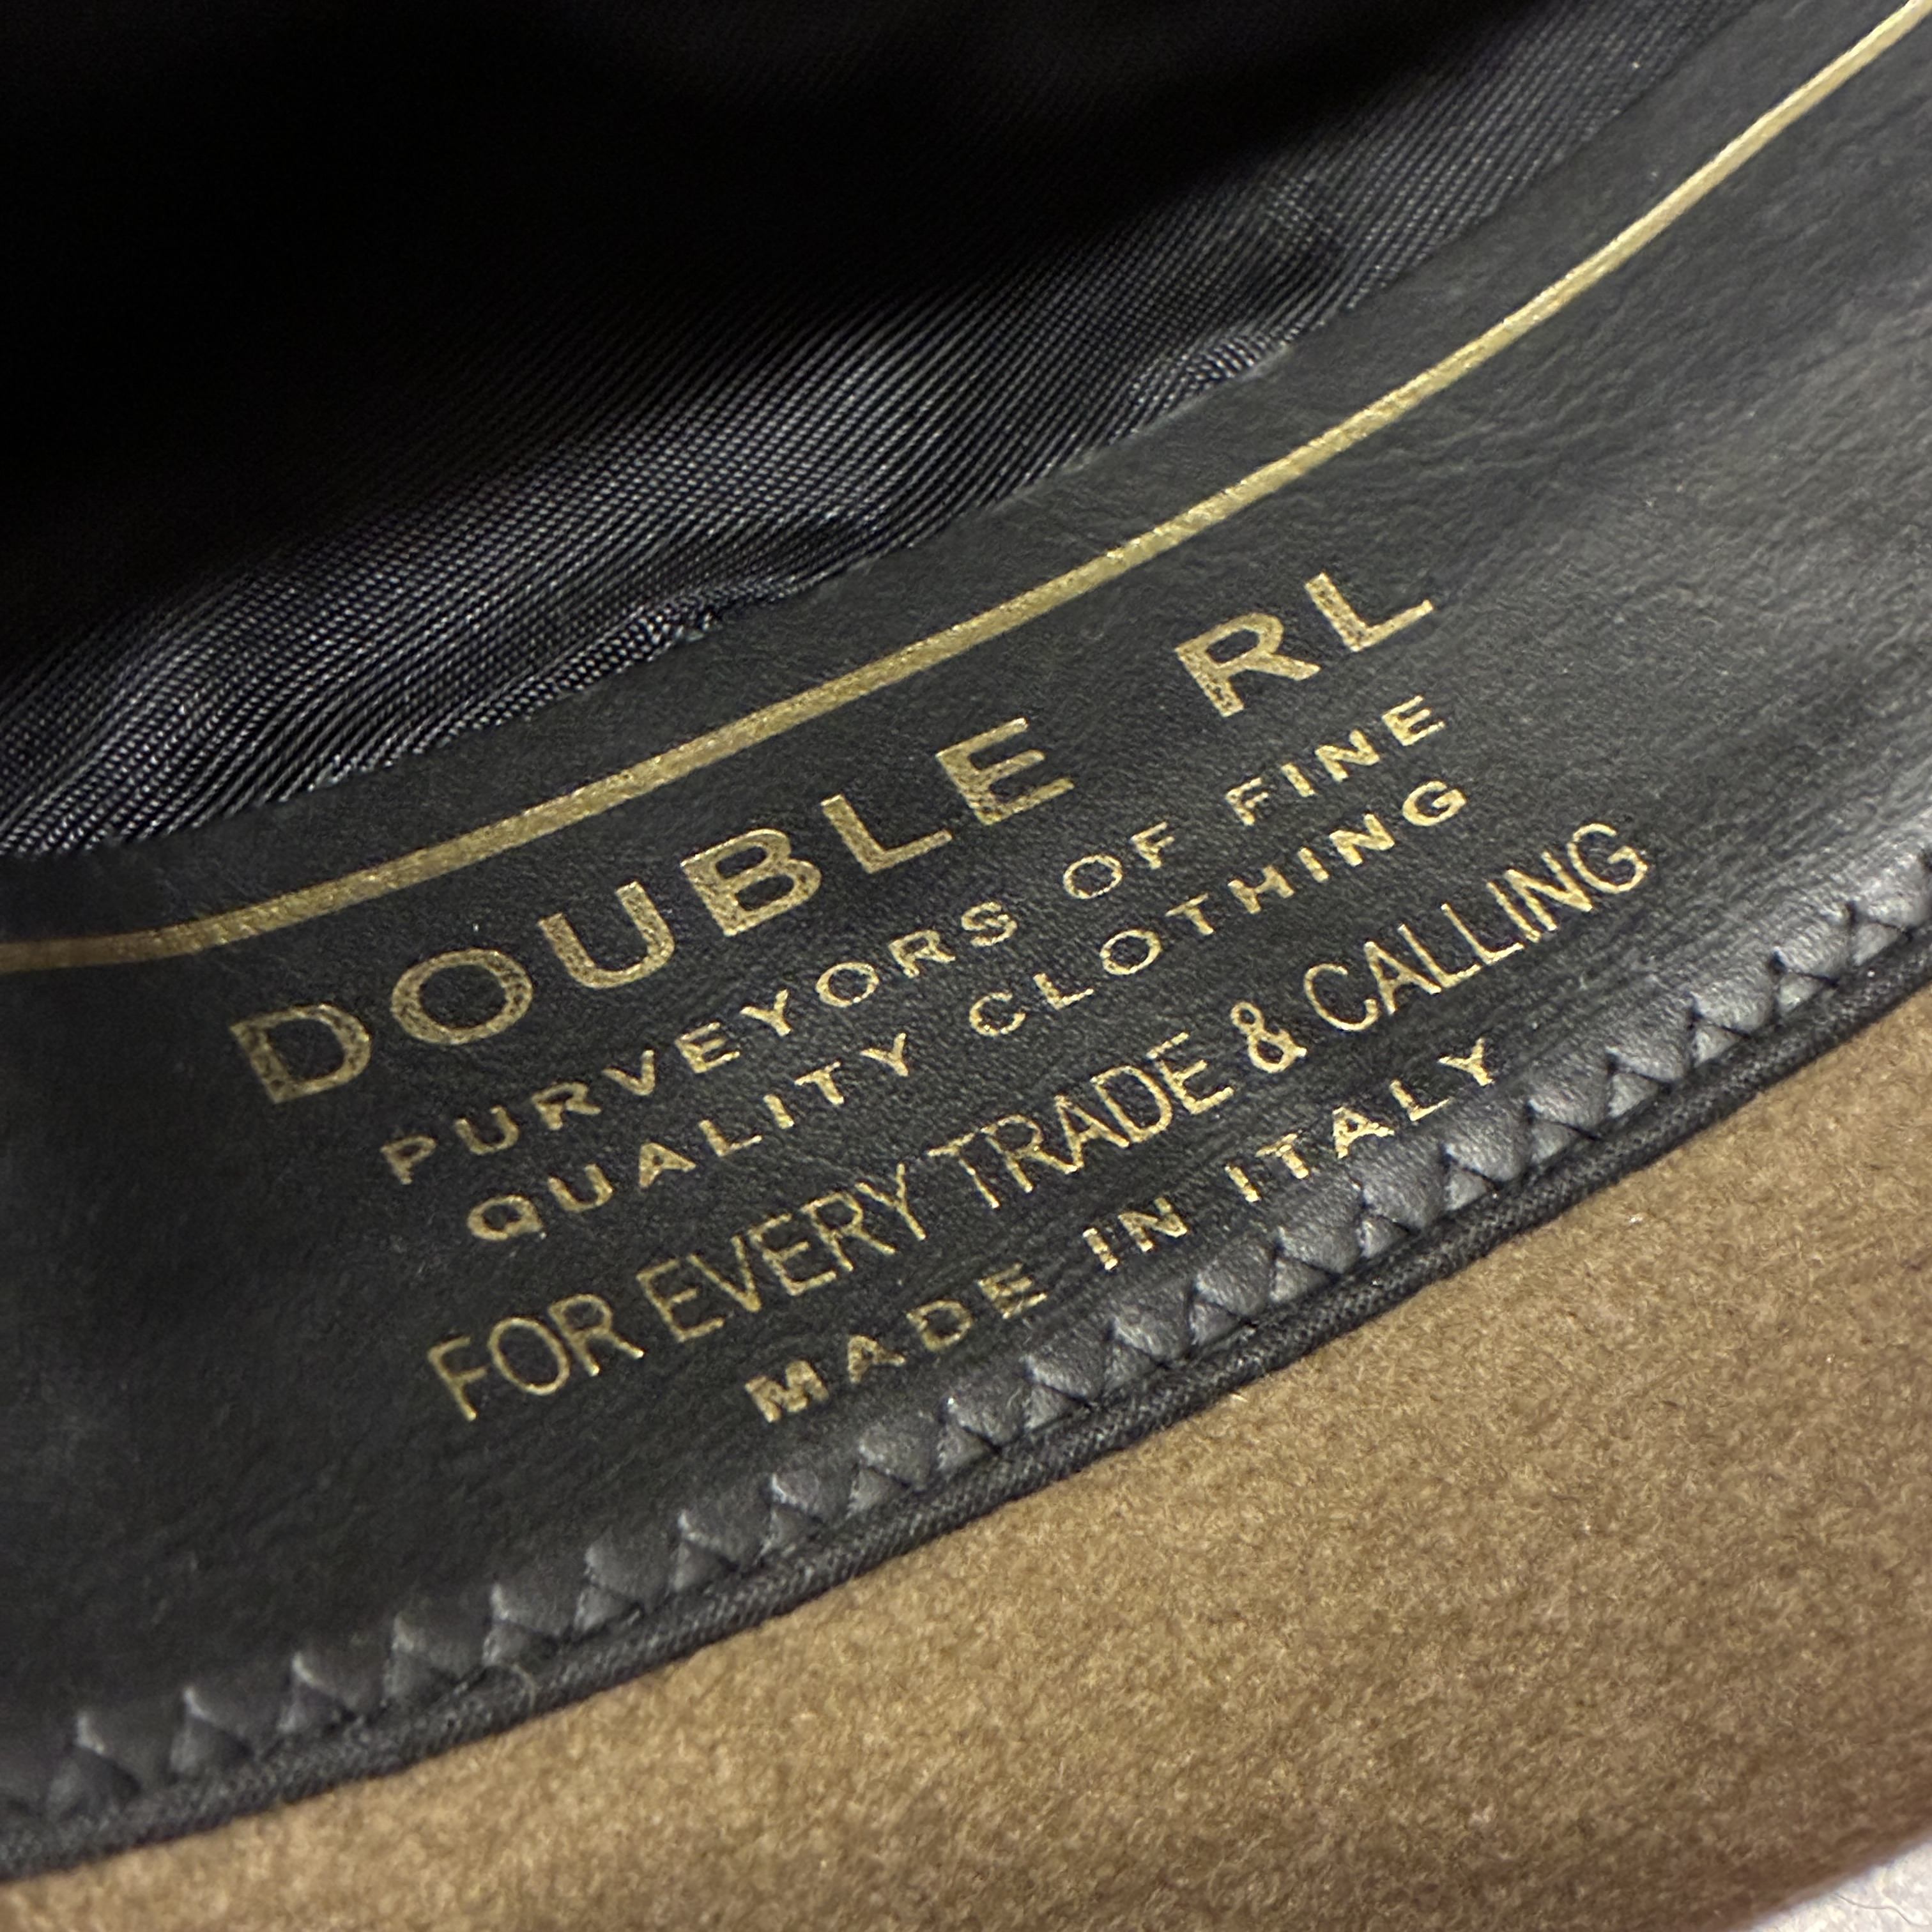 DOUBLE RL
PURVEYORS OF FINE
QUALITY CLOTHING
FOR EVERY TRADE & CALLING
MADE IN ITALY